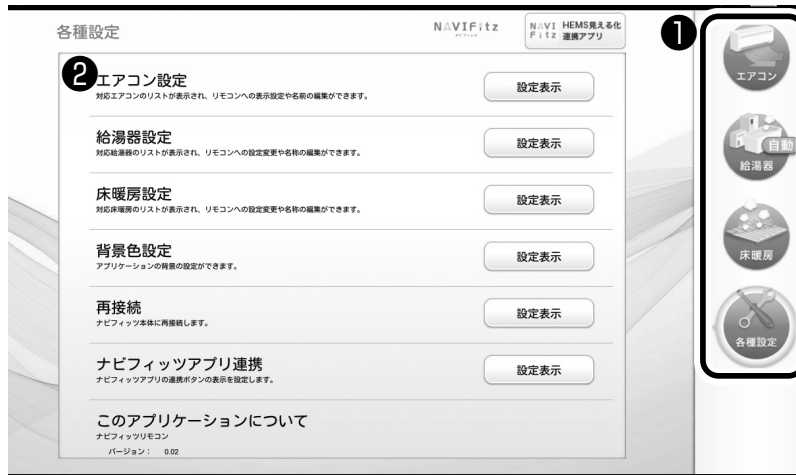 各種設定
NAVIFitz
ナビフィッツ
NAVI Fitz HEMS見える化 連携アプリ
❶
❷
エアコン設定
対応エアコンのリストが表示され、リモコンへの表示設定や名前の編集ができます。
設定表示
給湯器設定
対応給湯器のリストが表示され、リモコンへの設定変更や名称の編集ができます。
設定表示
床暖房設定
対応床暖房のリストが表示され、リモコンへの設定変更や名称の編集ができます。
設定表示
背景色設定
アプリケーションの背景の設定ができます。
設定表示
再接続
ナビフィッツ本体に再接続します。
設定表示
ナビフィッツアプリ連携
ナビフィッツアプリの連携ボタンの表示を設定します。
設定表示
このアプリケーションについて
ナビフィッツリモコン
バージョン： 0.02
エアコン
自動
給湯器
床暖房
各種設定